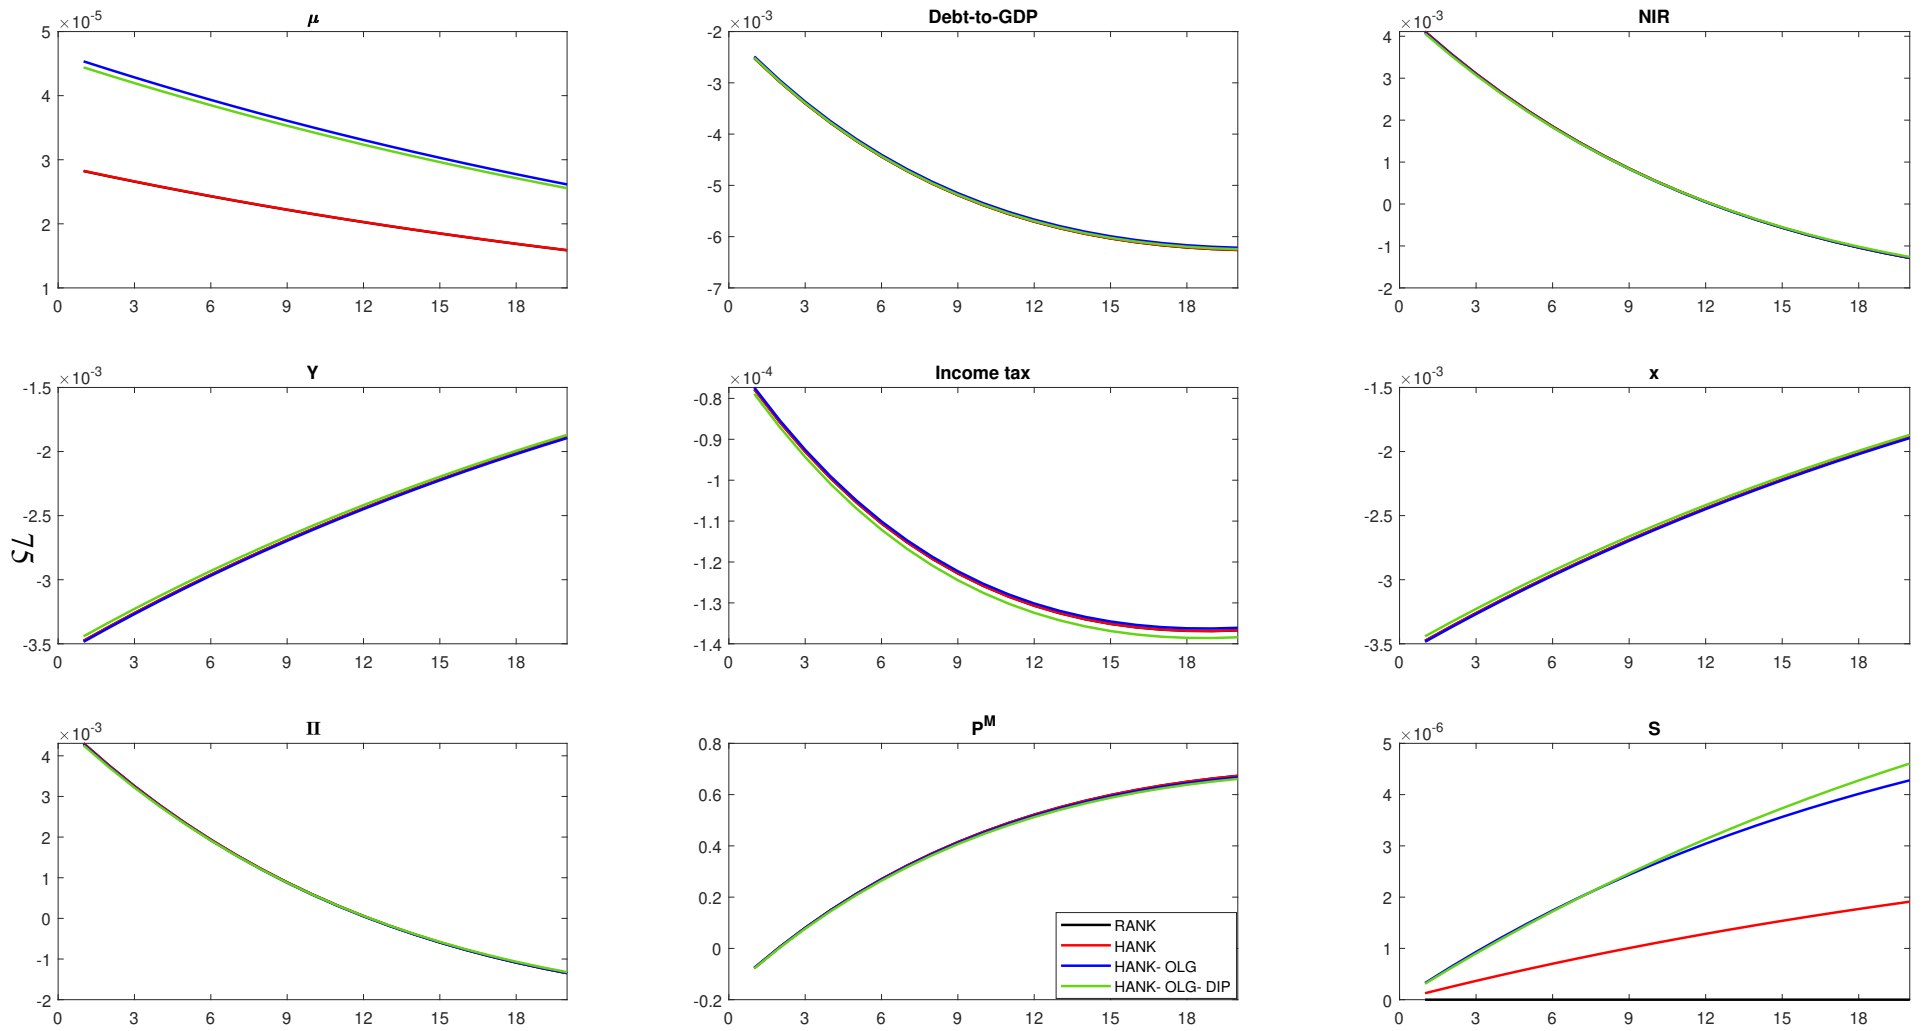 μ
×10-5
5
4
3
2
1
0 3 6 9 12 15 18
Debt-to-GDP
×10-3
-2
-3
-4
-5
-6
-7
0 3 6 9 12 15 18
NIR
×10-3
4
3
2
1
0
-1
-2
0 3 6 9 12 15 18
Y
×10-3
-1.5
-2
-2.5
-3
-3.5
0 3 6 9 12 15 18
Income tax
×10-4
-0.8
-0.9
-1
-1.1
-1.2
-1.3
-1.4
0 3 6 9 12 15 18
x
×10-3
-1.5
-2
-2.5
-3
-3.5
0 3 6 9 12 15 18
75
Π
×10-3
4
3
2
1
0
-1
-2
0 3 6 9 12 15 18
PM
0.8
0.6
0.4
0.2
0
-0.2
0 3 6 9 12 15 18
RANK
HANK
HANK- OLG
HANK- OLG- DIP
S
×10-6
5
4
3
2
1
0
0 3 6 9 12 15 18